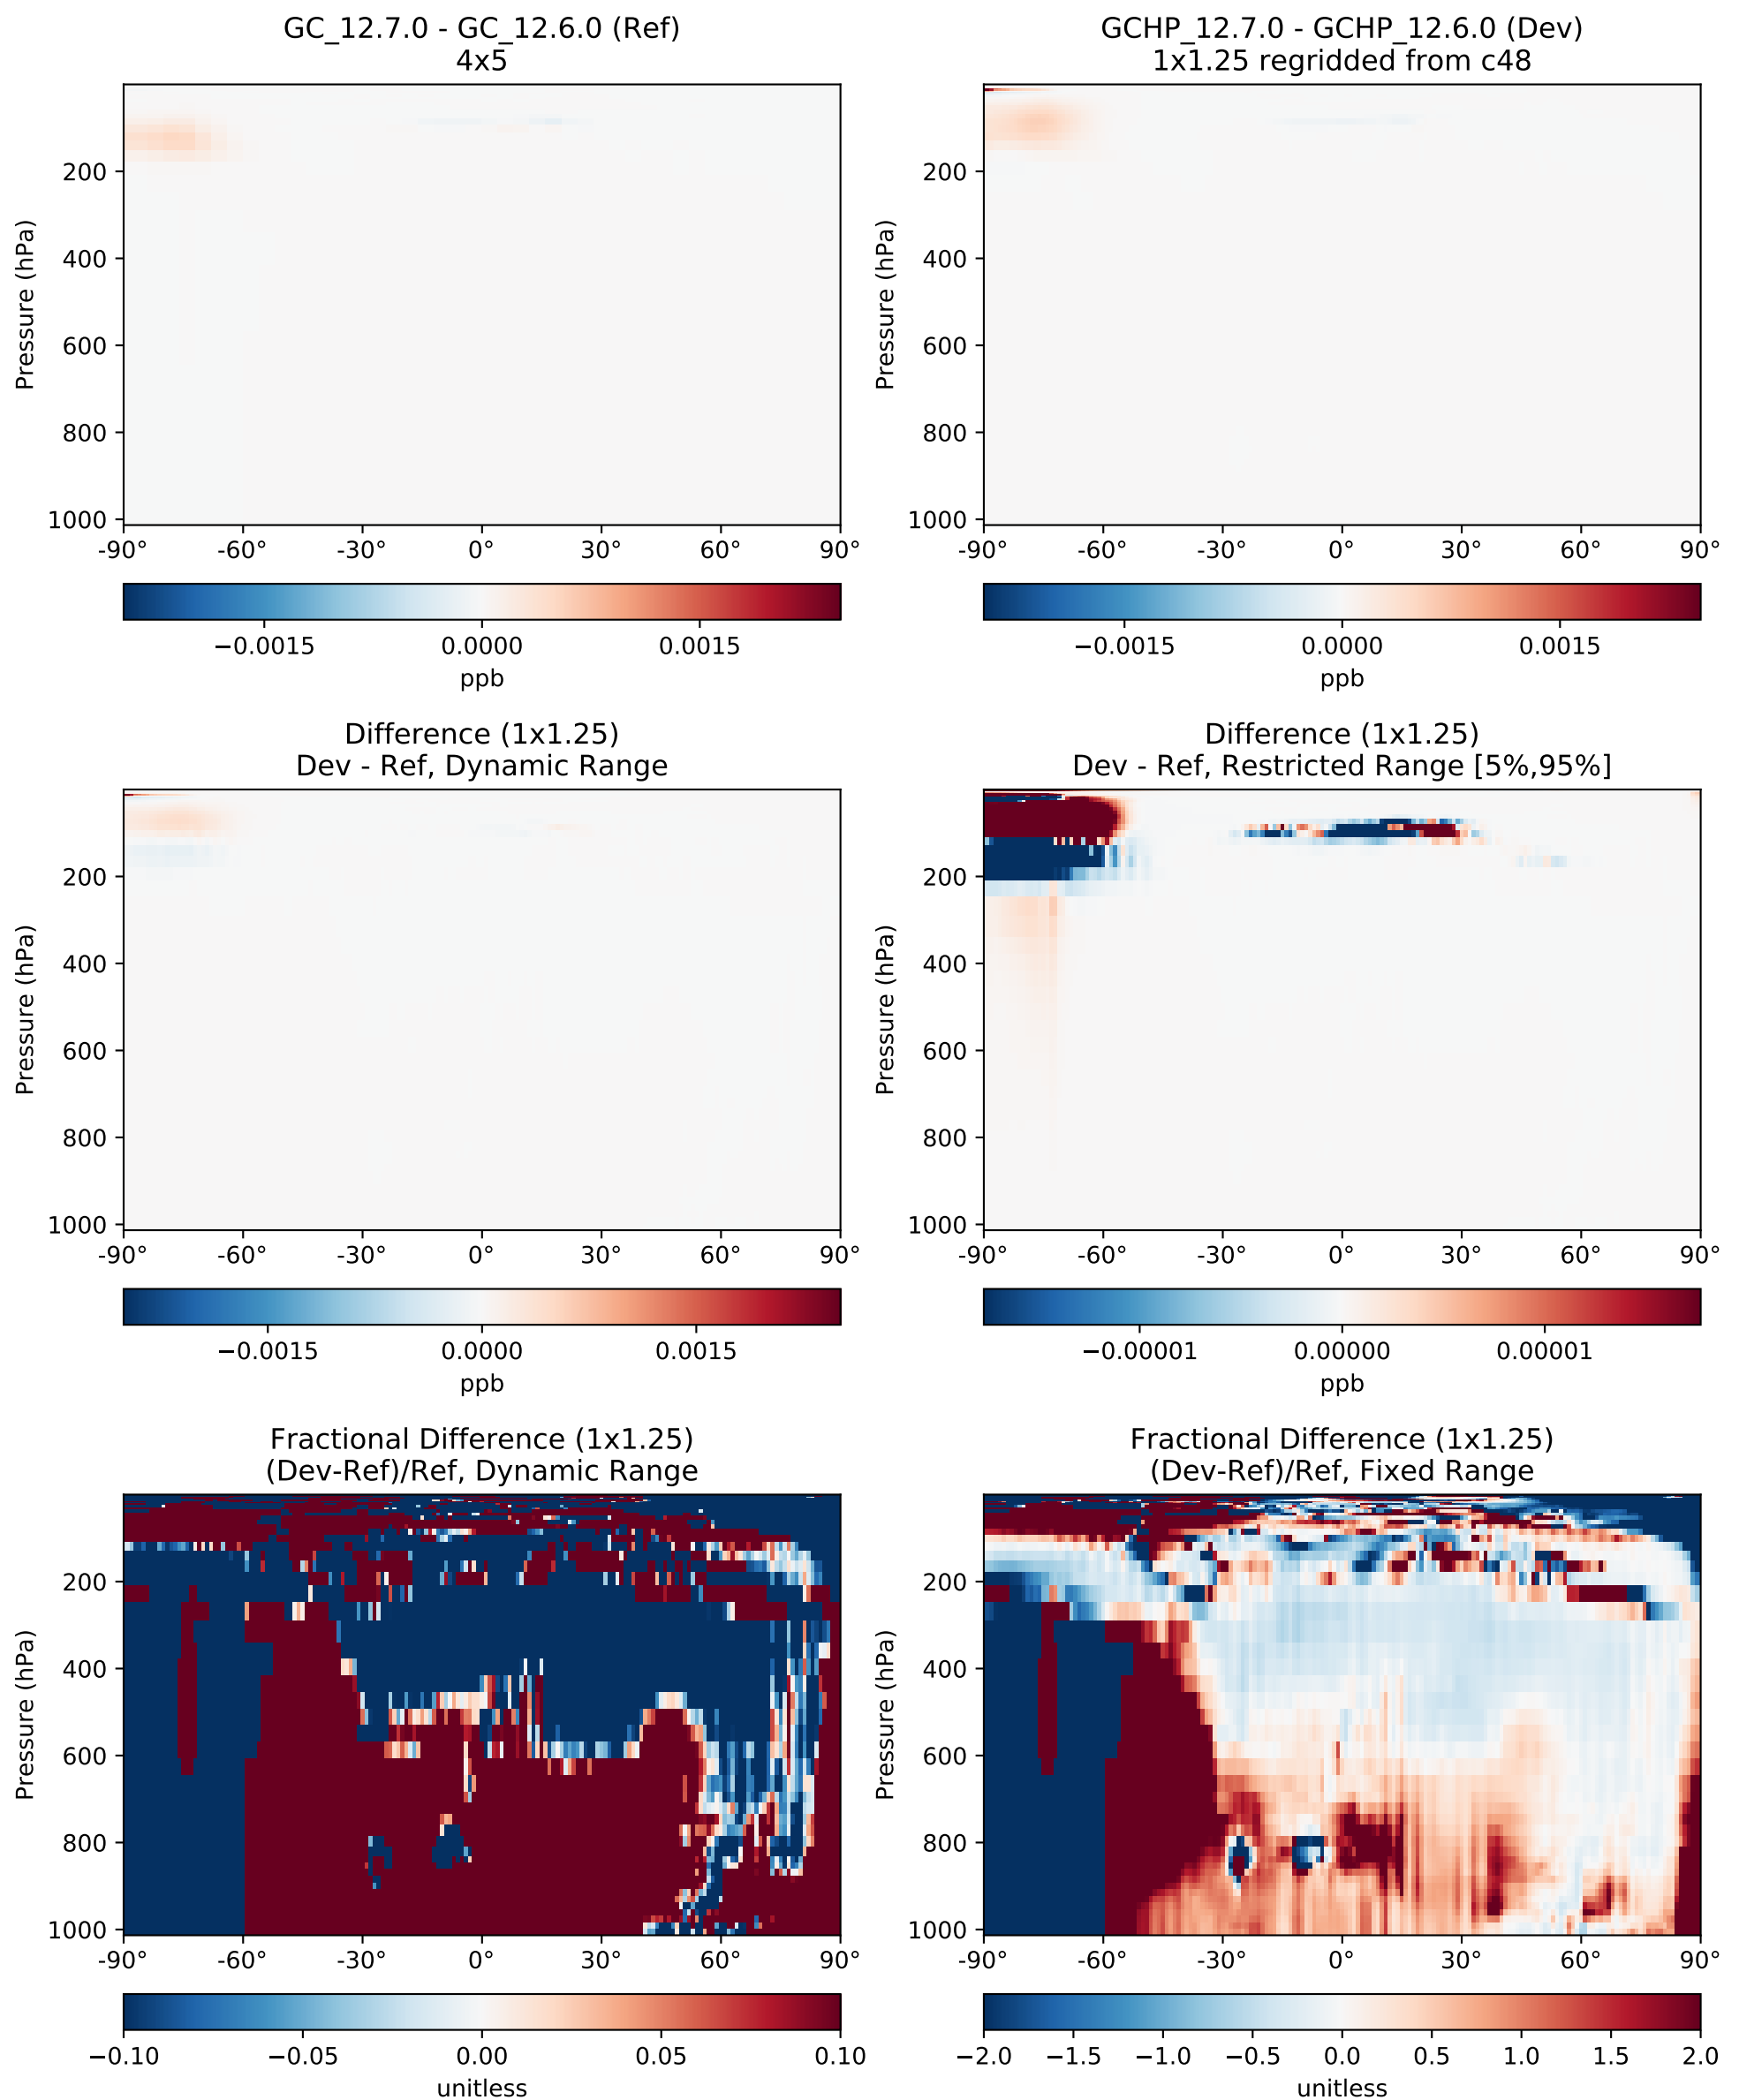 GC_12.7.0 - GC_12.6.0 (Ref)
4x5
Pressure (hPa)
200
400
600
800
1000
-90° -60° -30° 0° 30° 60° 90°
−0.0015 0.0000 0.0015
ppb
GCHP_12.7.0 - GCHP_12.6.0 (Dev)
1x1.25 regridded from c48
Pressure (hPa)
200
400
600
800
1000
-90° -60° -30° 0° 30° 60° 90°
−0.0015 0.0000 0.0015
ppb
Difference (1x1.25)
Dev - Ref, Dynamic Range
Pressure (hPa)
200
400
600
800
1000
-90° -60° -30° 0° 30° 60° 90°
−0.0015 0.0000 0.0015
ppb
Difference (1x1.25)
Dev - Ref, Restricted Range [5%,95%]
Pressure (hPa)
200
400
600
800
1000
-90° -60° -30° 0° 30° 60° 90°
−0.00001 0.00000 0.00001
ppb
Fractional Difference (1x1.25)
(Dev-Ref)/Ref, Dynamic Range
Pressure (hPa)
200
400
600
800
1000
-90° -60° -30° 0° 30° 60° 90°
−0.10 −0.05 0.00 0.05 0.10
unitless
Fractional Difference (1x1.25)
(Dev-Ref)/Ref, Fixed Range
Pressure (hPa)
200
400
600
800
1000
-90° -60° -30° 0° 30° 60° 90°
−2.0 −1.5 −1.0 −0.5 0.0 0.5 1.0 1.5 2.0
unitless